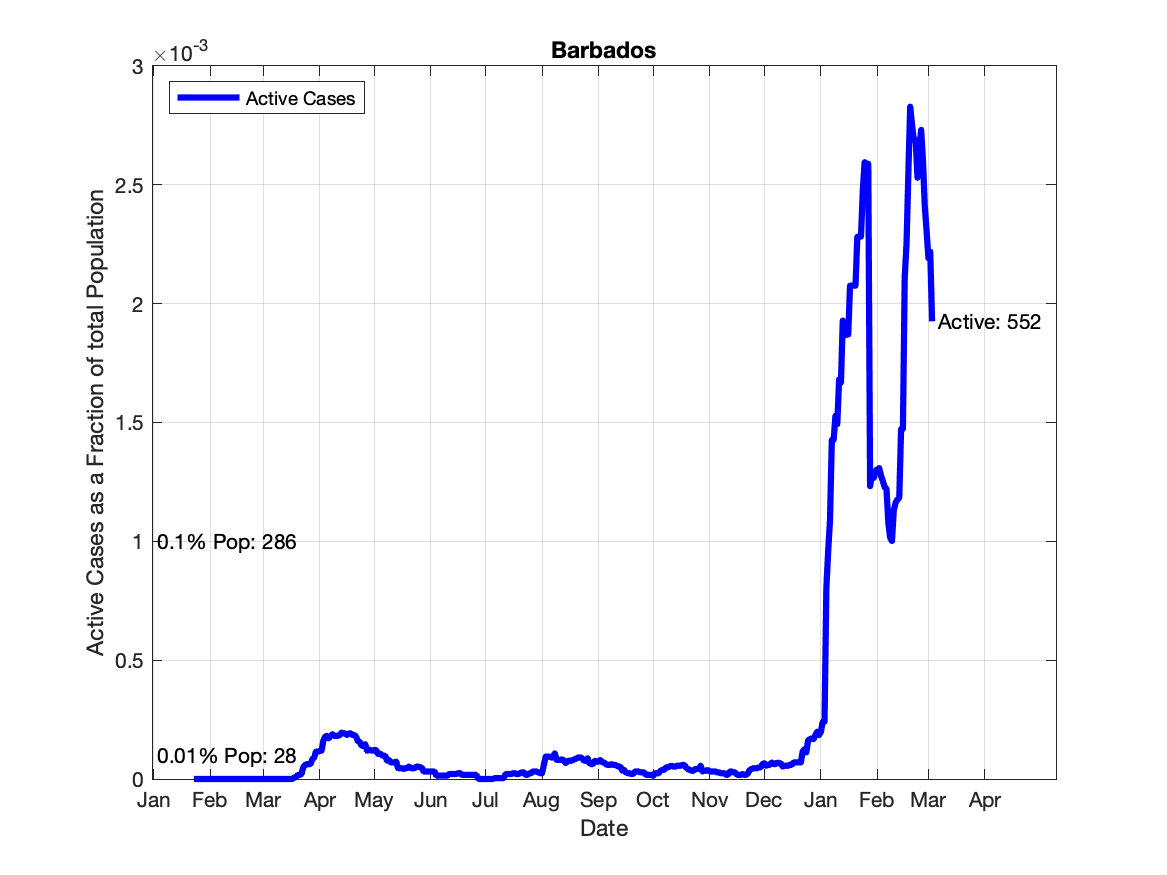 Barbados
×10-3
3
2.5
2
1.5
1
0.5
0
Active Cases as a Fraction of total Population
Active Cases
Active: 552
0.1% Pop: 286
0.01% Pop: 28
Jan Feb Mar Apr May Jun Jul Aug Sep Oct Nov Dec Jan Feb Mar Apr
Date